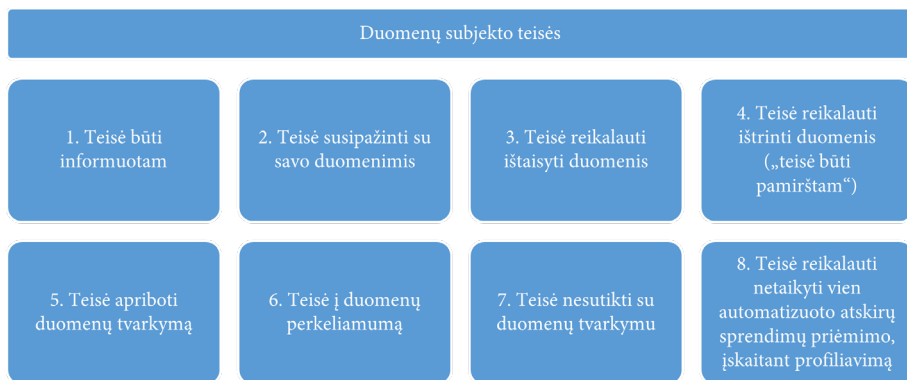 Duomenų subjekto teisės
1. Teisė būti
informuotam
2. Teisė susipažinti su
savo duomenimis
3. Teisė reikalauti
ištaisyti duomenis
4. Teisė reikalauti
ištrinti duomenis
(„teisė būti
pamirštam“)
5. Teisė apriboti
duomenų tvarkymą
6. Teisė į duomenų
perkeliamumą
7. Teisė nesutikti su
duomenų tvarkymu
8. Teisė reikalauti
netaikyti vien
automatizuoto atskirų
sprendimų priėmimo,
įskaitant profiliavimą